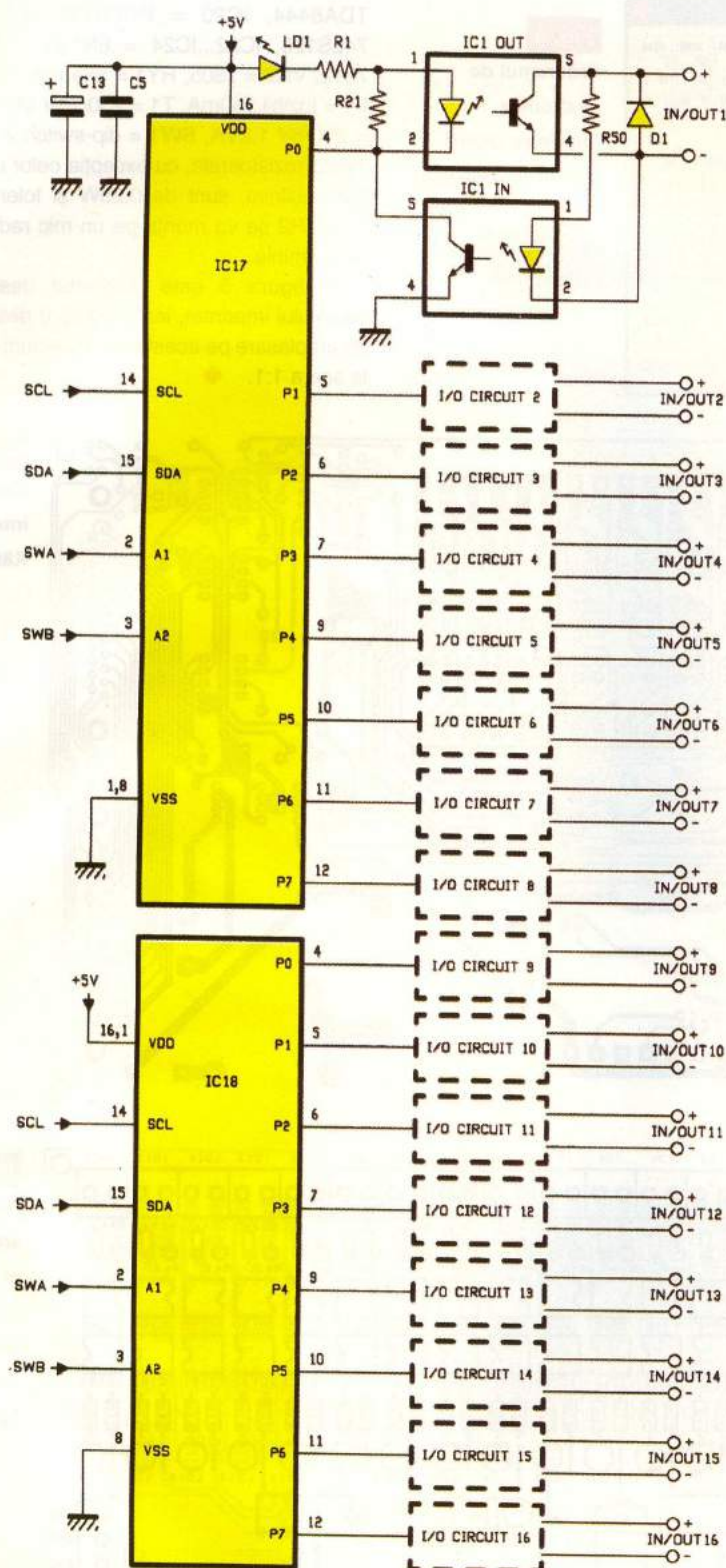 TDA8444,
+5V
LD1 R1
IC1 OUT
C13 C5
+
16
VDD
R21
1 5
2 4
+
IN/OUT1
-
R50 D1
P0 4
IC1 IN
5 1
4 2
IC17
SCL 14 SCL P1 5 I/O CIRCUIT 2 + IN/OUT2 -
SDA 15 SDA P2 6 I/O CIRCUIT 3 + IN/OUT3 -
SWA 2 A1 P3 7 I/O CIRCUIT 4 + IN/OUT4 -
SWB 3 A2 P4 9 I/O CIRCUIT 5 + IN/OUT5 -
P5 10 I/O CIRCUIT 6 + IN/OUT6 -
1,8 VSS P6 11 I/O CIRCUIT 7 + IN/OUT7 -
P7 12 I/O CIRCUIT 8 + IN/OUT8 -
P0 4 I/O CIRCUIT 9 + IN/OUT9 -
+5V
16,1 VDD P1 5 I/O CIRCUIT 10 + IN/OUT10 -
IC18
SCL 14 SCL P2 6 I/O CIRCUIT 11 + IN/OUT11 -
SDA 15 SDA P3 7 I/O CIRCUIT 12 + IN/OUT12 -
SWA 2 A1 P4 9 I/O CIRCUIT 13 + IN/OUT13 -
SWB 3 A2 P5 10 I/O CIRCUIT 14 + IN/OUT14 -
8 VSS P6 11 I/O CIRCUIT 15 + IN/OUT15 -
P7 12 I/O CIRCUIT 16 + IN/OUT16 -